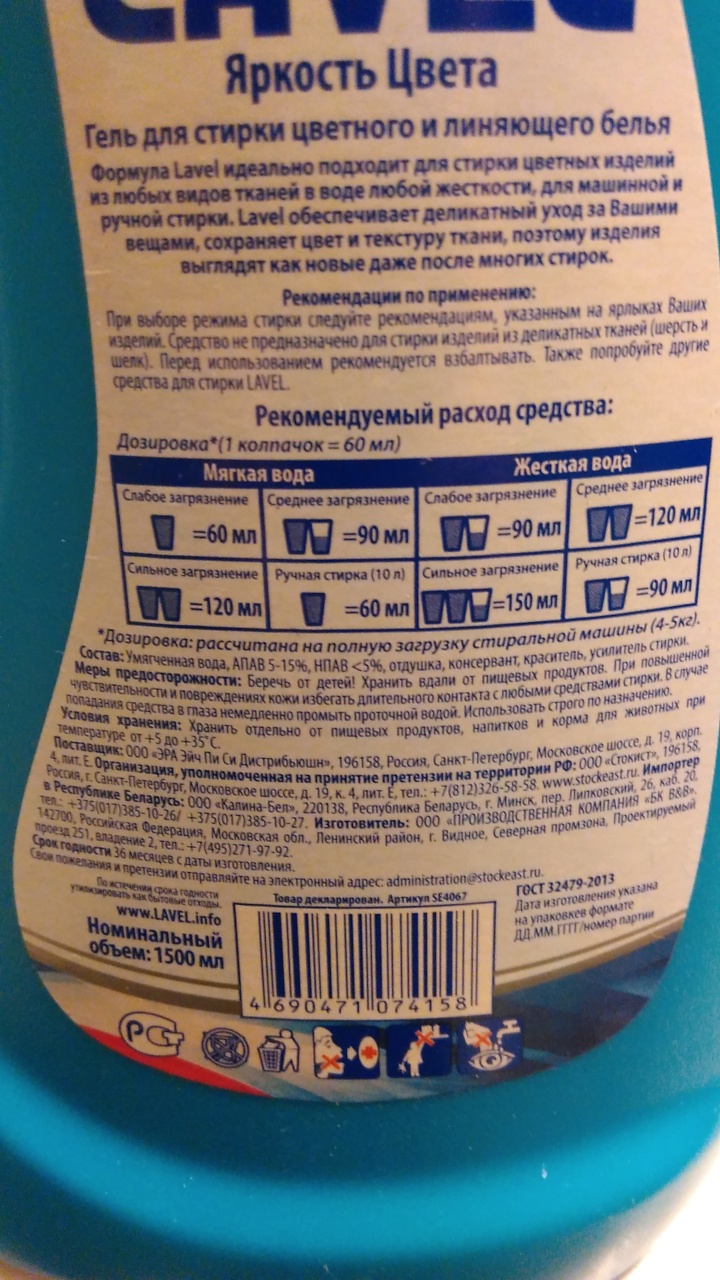 LAVEL
Яркость Цвета
Гель для стирки цветного и линяющего белья
Формула Lavel идеально подходит для стирки цветных изделий
из любых видов тканей в воде любой жесткости, для машинной и
ручной стирки. Lavel обеспечивает деликатный уход за Вашими
вещами, сохраняет цвет и текстуру ткани, поэтому изделия
выглядят как новые даже после многих стирок.
Рекомендации по применению:
При выборе режима стирки следуйте рекомендациям, указанным на ярлыках Ваших
изделий. Средство не предназначено для стирки изделий из деликатных тканей (шерсть и
шелк). Перед использованием рекомендуется взбалтывать. Также попробуйте другие
средства для стирки LAVEL.
Рекомендуемый расход средства:
Дозировка*(1 колпачок = 60 мл)
Мягкая вода Жесткая вода
Слабое загрязнение Среднее загрязнение Слабое загрязнение Среднее загрязнение
=60 мл =90 мл =90 мл =120 мл
Сильное загрязнение Ручная стирка (10 л) Сильное загрязнение Ручная стирка (10 л)
=120 мл =60 мл =150 мл =90 мл
*Дозировка: рассчитана на полную загрузку стиральной машины (4-5кг).
Состав: Умягченная вода, АПАВ 5-15%, НПАВ <5%, отдушка, консервант, краситель, усилитель стирки.
Меры предосторожности: Беречь от детей! Хранить вдали от пищевых продуктов. При повышенной
чувствительности и повреждениях кожи избегать длительного контакта с любыми средствами стирки. В случае
попадания средства в глаза немедленно промыть проточной водой. Использовать строго по назначению.
Условия хранения: Хранить отдельно от пищевых продуктов, напитков и корма для животных при
температуре от +5 до +35°С.
Поставщик: ООО «ЭРА Эйч Пи Си Дистрибьюшн», 196158, Россия, Санкт-Петербург, Московское шоссе, д. 19, корп.
4, лит. Е. Организация, уполномоченная на принятие претензии на территории РФ: ООО «Стокист», 196158,
Россия, г. Санкт-Петербург, Московское шоссе, д. 19, к. 4, лит. Е, тел.: +7(812)326-58-58. www.stockeast.ru. Импортер
в Республике Беларусь: ООО «Калина-Бел», 220138, Республика Беларусь, г. Минск, пер. Липковский, 26, каб. 20,
тел.: +375(017)385-10-26/ +375(017)385-10-27. Изготовитель: ООО «ПРОИЗВОДСТВЕННАЯ КОМПАНИЯ «БК В&В».
142700, Российская Федерация, Московская обл., Ленинский район, г. Видное, Северная промзона, Проектируемый
проезд 251, владение 2, тел.: +7(495)271-97-92.
Срок годности 36 месяцев с даты изготовления.
Свои пожелания и претензии отправляйте на электронный адрес: administration@stockeast.ru.
По истечении срока годности
утилизировать как бытовые отходы.
www.LAVEL.info
Номинальный
объем: 1500 мл
Товар декларирован. Артикул SE4067
4 690471 074158
ГОСТ 32479-2013
Дата изготовления указана
на упаковкев формате
ДД.ММ.ГГГГ/номер партии
РСТ